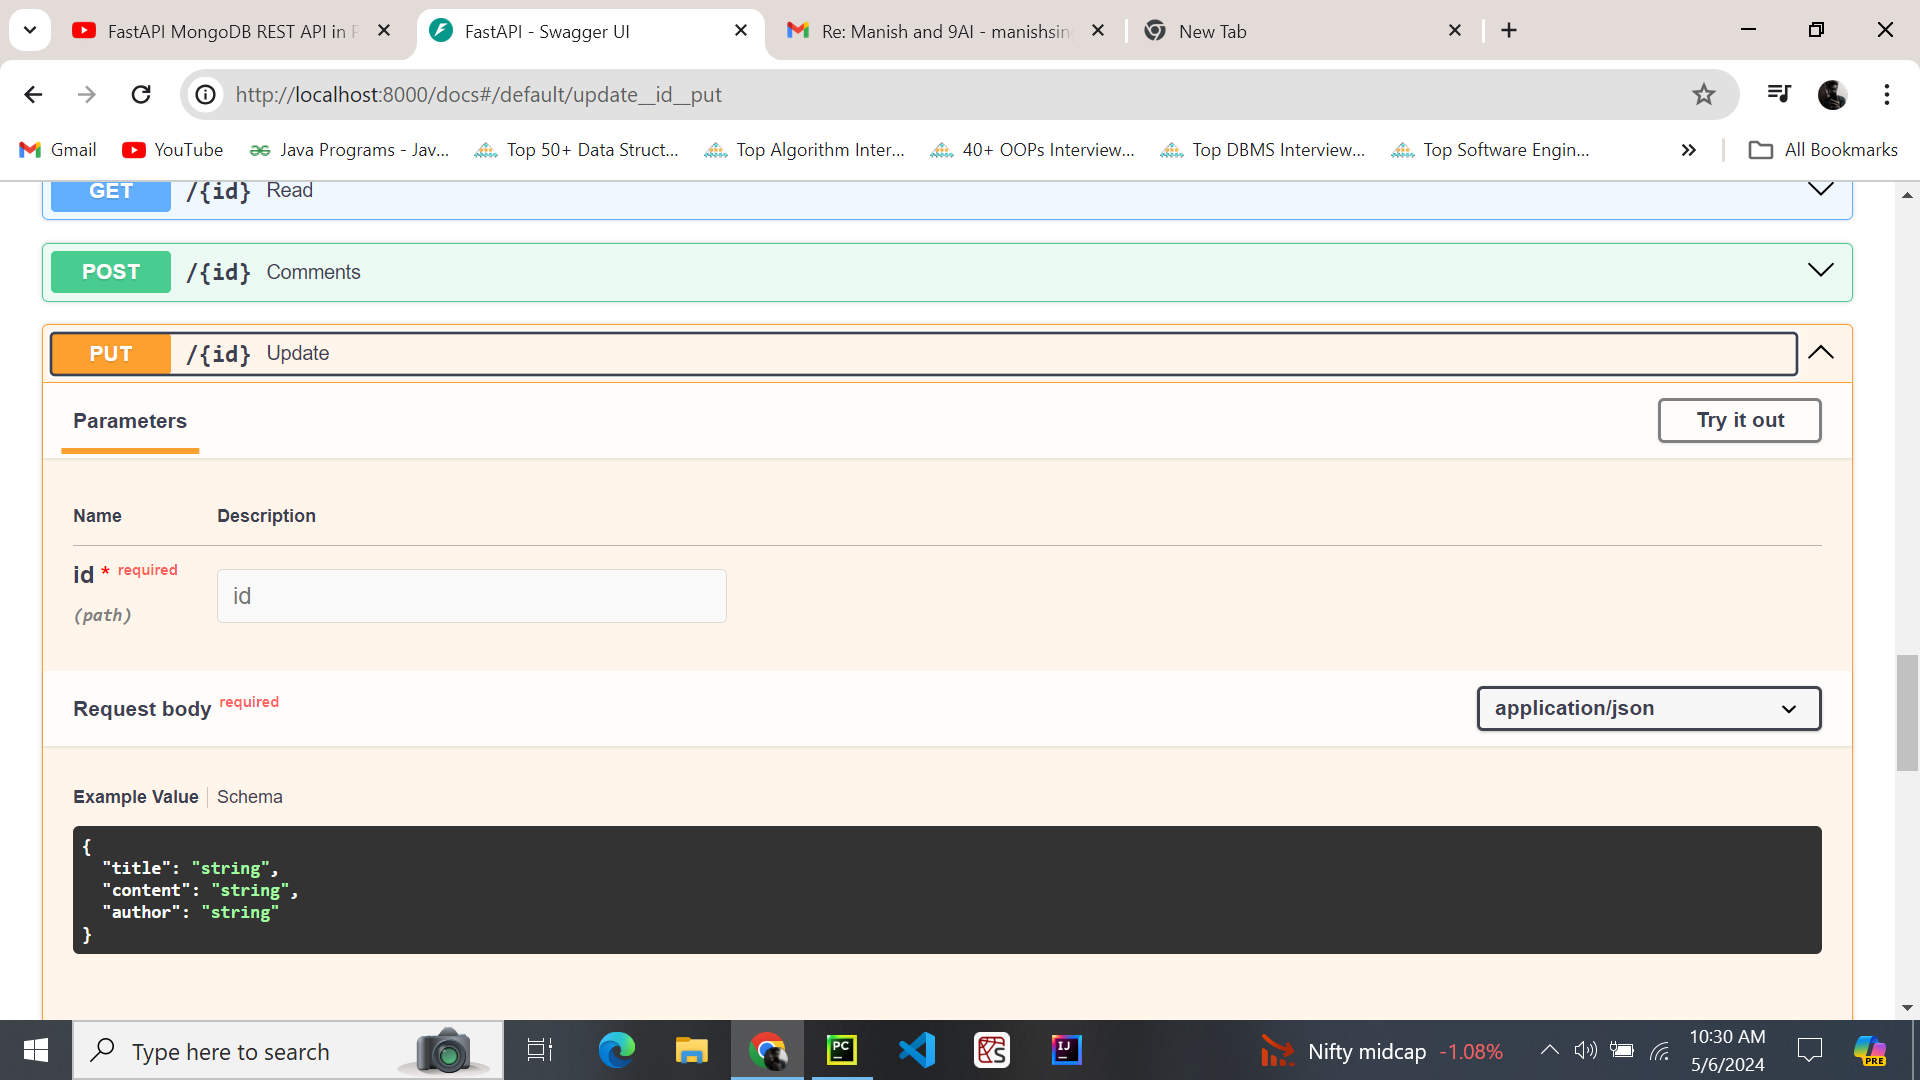 FastAPI MongoDB REST API in P
FastAPI - Swagger UI
Re: Manish and 9AI - manishsin
New Tab
http://localhost:8000/docs#/default/update__id__put
Gmail
YouTube
Java Programs - Jav...
Top 50+ Data Struct...
Top Algorithm Inter...
40+ OOPs Interview...
Top DBMS Interview...
Top Software Engin...
All Bookmarks
GET /{id} Read
POST /{id} Comments
PUT /{id} Update
Parameters
Try it out
Name Description
id * required
(path)
id
Request body required
application/json
Example Value Schema
{
"title": "string",
"content": "string",
"author": "string"
}
Type here to search
PC
IJ
Nifty midcap -1.08%
10:30 AM
5/6/2024
PRE